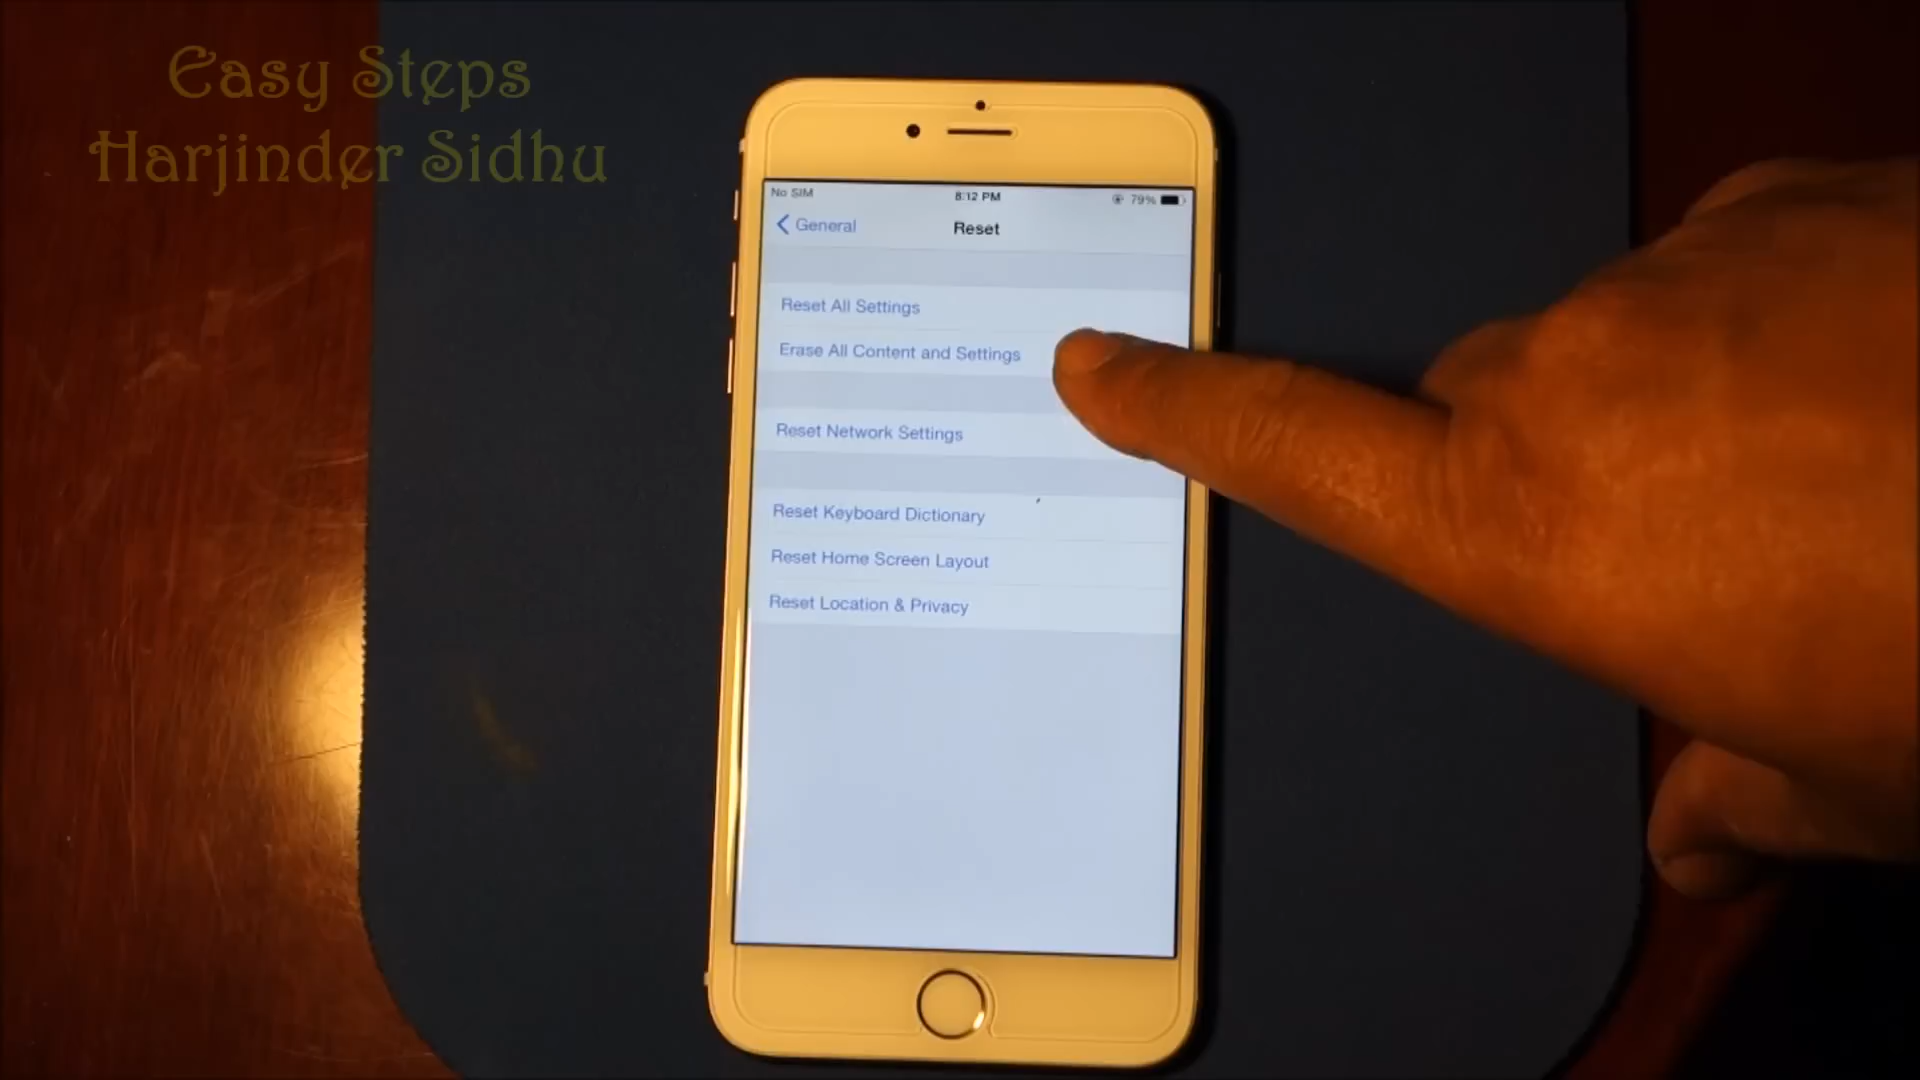 Easy Steps
Harjinder Sidhu
No SIM
8:12 PM
79%
General
Reset
Reset All Settings
Erase All Content and Settings
Reset Network Settings
Reset Keyboard Dictionary
Reset Home Screen Layout
Reset Location & Privacy